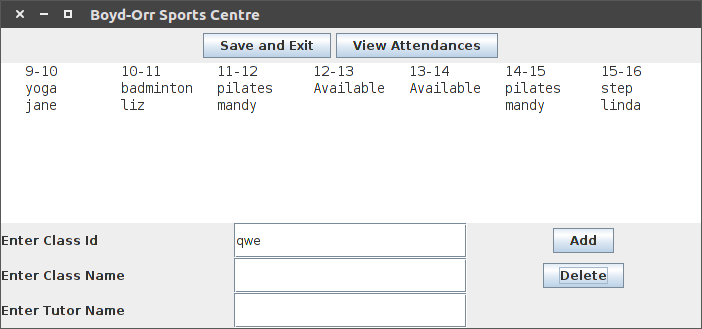 Boyd-Orr Sports Centre
Save and Exit View Attendances
9-10 10-11 11-12 12-13 13-14 14-15 15-16
yoga badminton pilates Available Available pilates step
jane liz mandy mandy linda
Enter Class Id qwe Add
Enter Class Name Delete
Enter Tutor Name